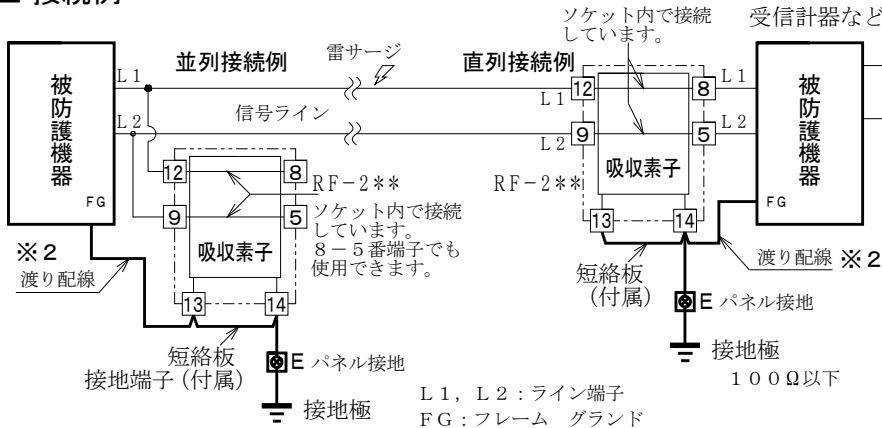 ソケット内で接続
しています。
受信計器など
並列接続例
雷サージ
直列接続例
L1
L1
12
8
L1
被防護機器
信号ライン
被防護機器
L2
L2
9
5
L2
12
8
RF-2**
吸収素子
RF-2**
9
5
ソケット内で接続
しています。
8-5番端子でも
使用できます。
吸収素子
FG
FG
13
14
※2
渡り配線
渡り配線 ※2
短絡板
(付属)
13
14
E パネル接地
短絡板
接地端子(付属)
E パネル接地
接地極
100Ω以下
接地極
L1, L2:ライン端子
FG:フレーム グランド